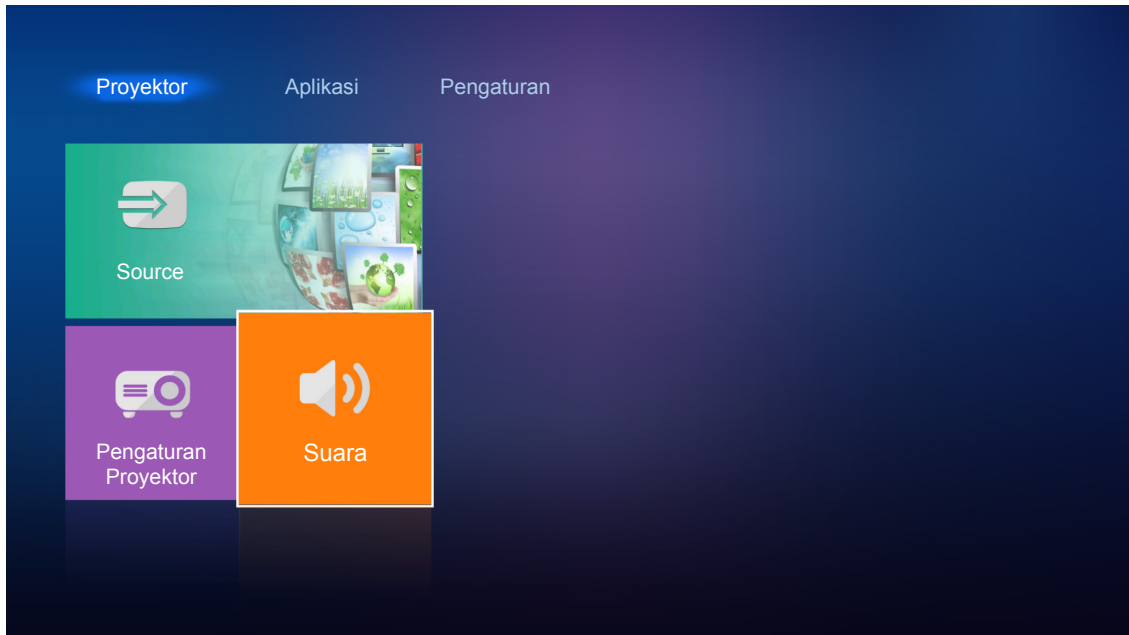 Proyektor Aplikasi Pengaturan
Source
Pengaturan
Proyektor
Suara